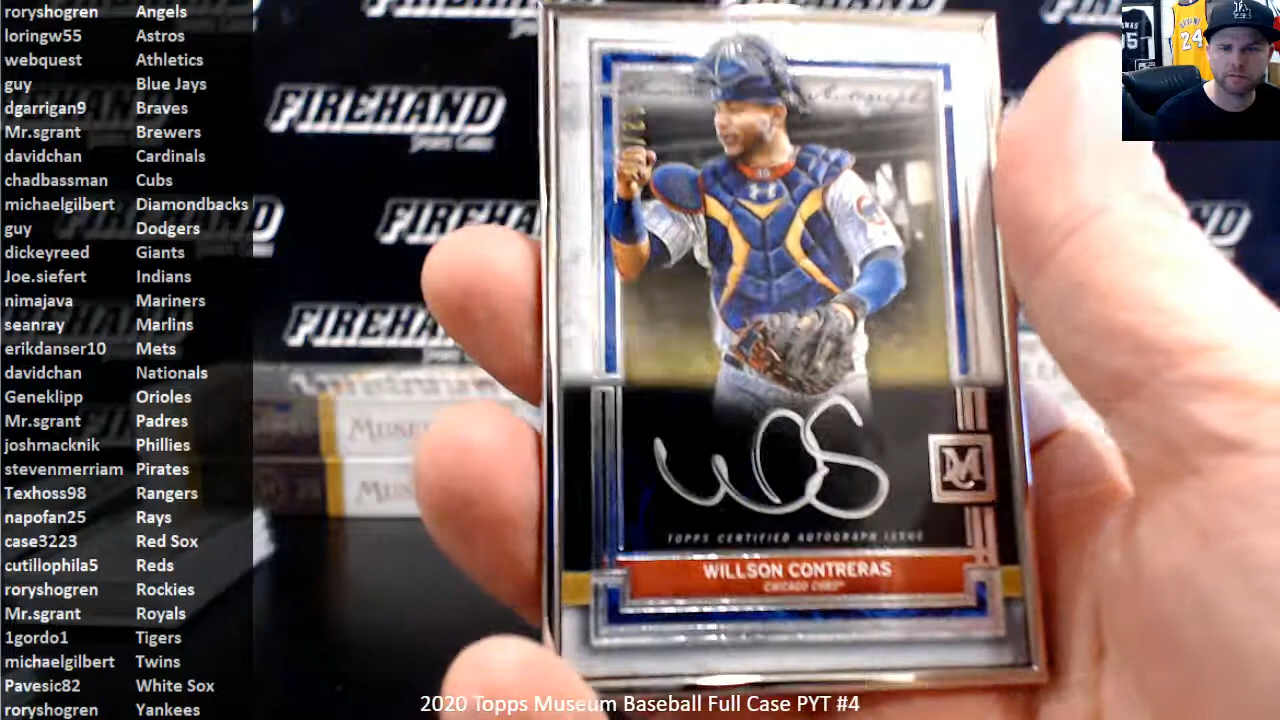 roryshogren Angels
loringw55 Astros
webquest Athletics
guy Blue Jays
dgarrigan9 Braves
Mr.sgrant Brewers
davidchan Cardinals
chadbassman Cubs
michaelgilbert Diamondbacks
guy Dodgers
dickeyreed Giants
Joe.siefert Indians
nimajava Mariners
seanray Marlins
erikdanser10 Mets
davidchan Nationals
Geneklipp Orioles
Mr.sgrant Padres
joshmacknik Phillies
stevenmerriam Pirates
Texhoss98 Rangers
napofan25 Rays
case3223 Red Sox
cutillophila5 Reds
roryshogren Rockies
Mr.sgrant Royals
1gordo1 Tigers
michaelgilbert Twins
Pavesic82 White Sox
roryshogren Yankees
FIREHAND
FIREHA
FIREHA
24
TOPPS CERTIFIED AUTOGRAPH ISSUE
WILLSON CONTRERAS
CHICAGO CUBS
2020 Topps Museum Baseball Full Case PYT #4